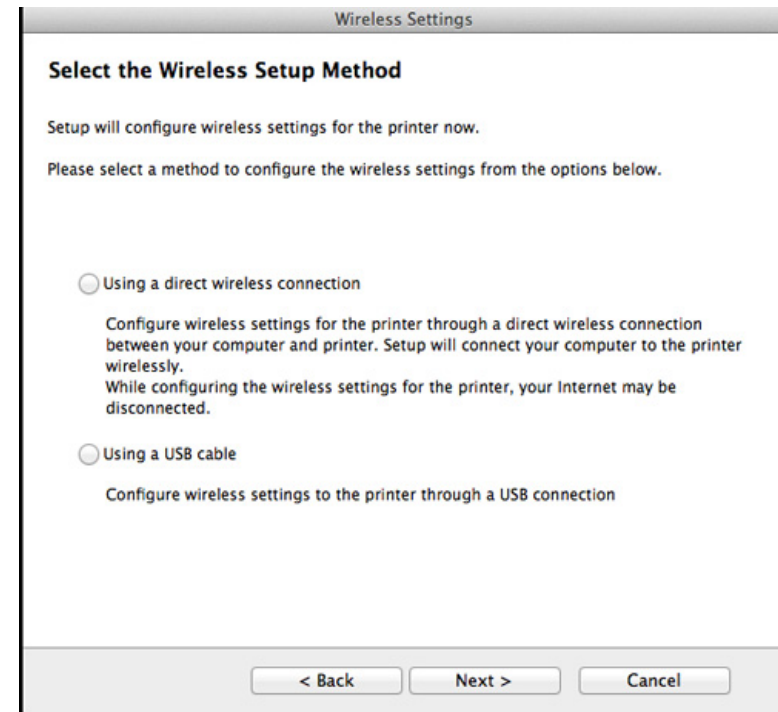 Wireless Settings
Select the Wireless Setup Method
Setup will configure wireless settings for the printer now.
Please select a method to configure the wireless settings from the options below.
Using a direct wireless connection
Configure wireless settings for the printer through a direct wireless connection
between your computer and printer. Setup will connect your computer to the printer
wirelessly.
While configuring the wireless settings for the printer, your Internet may be
disconnected.
Using a USB cable
Configure wireless settings to the printer through a USB connection
< Back
Next >
Cancel